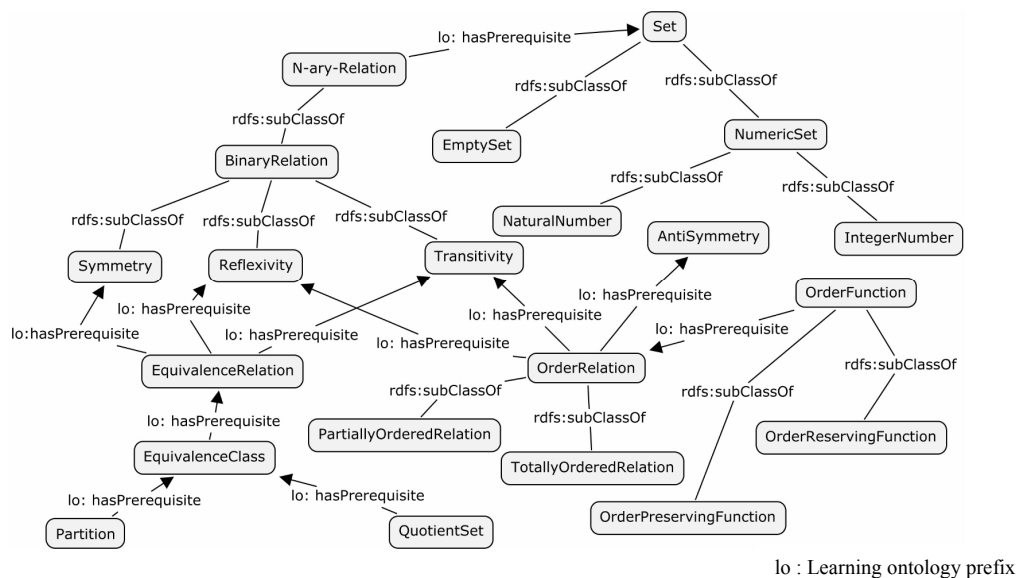 Set
lo: hasPrerequisite
N-ary-Relation
rdfs:subClassOf
rdfs:subClassOf
rdfs:subClassOf
EmptySet
NumericSet
BinaryRelation
rdfs:subClassOf
rdfs:subClassOf
rdfs:subClassOf
rdfs:subClassOf
rdfs:subClassOf
NaturalNumber
AntiSymmetry
IntegerNumber
Symmetry
Reflexivity
Transitivity
OrderFunction
lo: hasPrerequisite
lo: hasPrerequisite
lo: hasPrerequisite
lo:hasPrerequisite
lo: hasPrerequisite
lo: hasPrerequisite
lo: hasPrerequisite
EquivalenceRelation
OrderRelation
rdfs:subClassOf
rdfs:subClassOf
rdfs:subClassOf
lo: hasPrerequisite
rdfs:subClassOf
PartiallyOrderedRelation
OrderReservingFunction
EquivalenceClass
TotallyOrderedRelation
lo: hasPrerequisite
lo: hasPrerequisite
OrderPreservingFunction
Partition
QuotientSet
lo : Learning ontology prefix